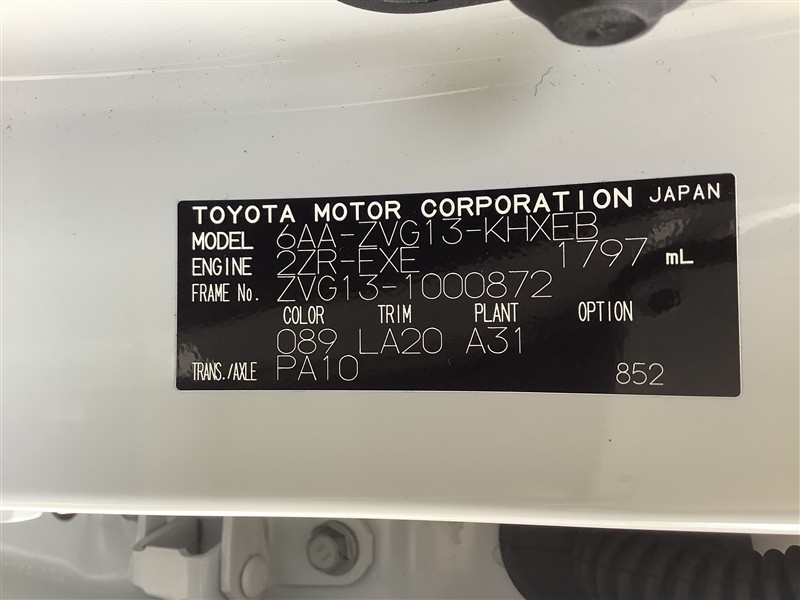 TOYOTA MOTOR CORPORATION JAPAN
MODEL 6AA-ZVG13-KHXEB
ENGINE 2ZR-FXE 1797 mL
FRAME No. ZVG13-1000872
COLOR TRIM PLANT OPTION
089 LA20 A31
TRANS./AXLE PA10 852